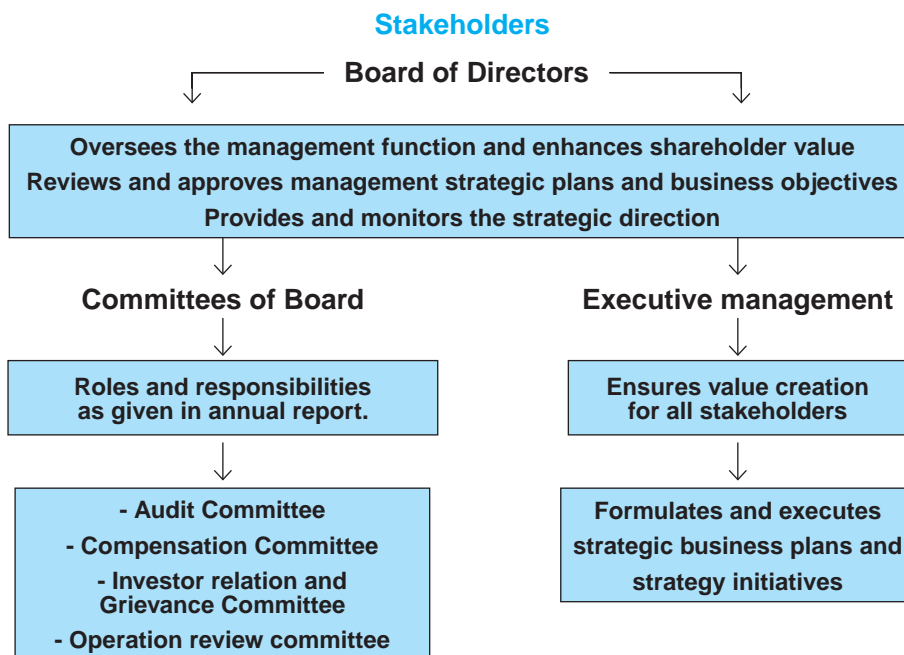 Stakeholders
Board of Directors
Oversees the management function and enhances shareholder value
Reviews and approves management strategic plans and business objectives
Provides and monitors the strategic direction
Committees of Board
Executive management
Roles and responsibilities
as given in annual report.
Ensures value creation
for all stakeholders
- Audit Committee
- Compensation Committee
- Investor relation and
Grievance Committee
- Operation review committee
Formulates and executes
strategic business plans and
strategy initiatives